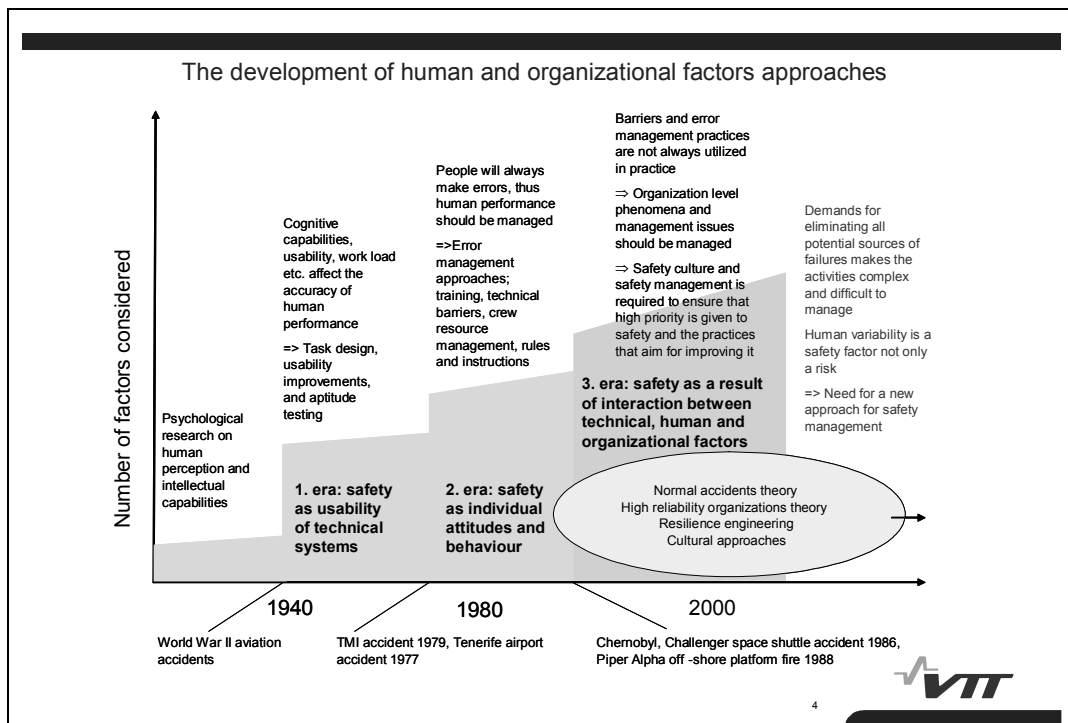 The development of human and organizational factors approaches
Number of factors considered
Psychological
research on
human
perception and
intellectual
capabilities
Cognitive
capabilities,
usability, work load
etc. affect the
accuracy of
human
performance
=> Task design,
usability
improvements,
and aptitude
testing
1. era: safety
as usability
of technical
systems
People will always
make errors, thus
human performance
should be managed
=>Error
management
approaches;
training, technical
barriers, crew
resource
management, rules
and instructions
2. era: safety
as individual
attitudes and
behaviour
Barriers and error
management practices
are not always utilized
in practice
⇒ Organization level
phenomena and
management issues
should be managed
⇒ Safety culture and
safety management is
required to ensure that
high priority is given to
safety and the practices
that aim for improving it
3. era: safety as a result
of interaction between
technical, human and
organizational factors
Demands for
eliminating all
potential sources of
failures makes the
activities complex
and difficult to
manage
Human variability is a
safety factor not only
a risk
=> Need for a new
approach for safety
management
Normal accidents theory
High reliability organizations theory
Resilience engineering
Cultural approaches
1940
1980
2000
World War II aviation
accidents
TMI accident 1979, Tenerife airport
accident 1977
Chernobyl, Challenger space shuttle accident 1986,
Piper Alpha off -shore platform fire 1988
VTT
4